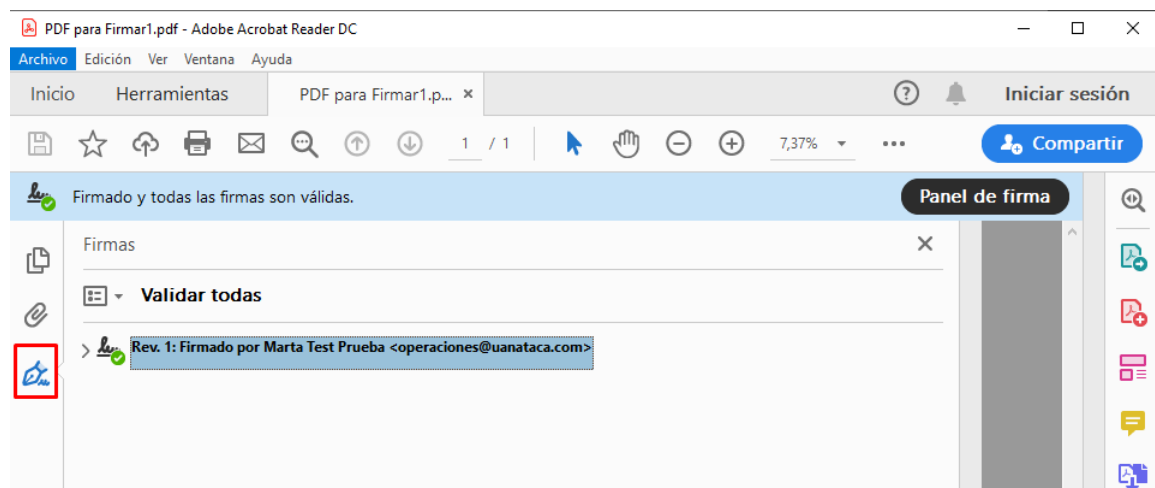 PDF para Firmar1.pdf - Adobe Acrobat Reader DC
Archivo Edición Ver Ventana Ayuda
Inicio Herramientas PDF para Firmar1.p... × ? Iniciar sesión
1 / 1 7,37% Compartir
Firmado y todas las firmas son válidas. Panel de firma
Firmas
Validar todas
Rev. 1: Firmado por Marta Test Prueba <operaciones@uanataca.com>